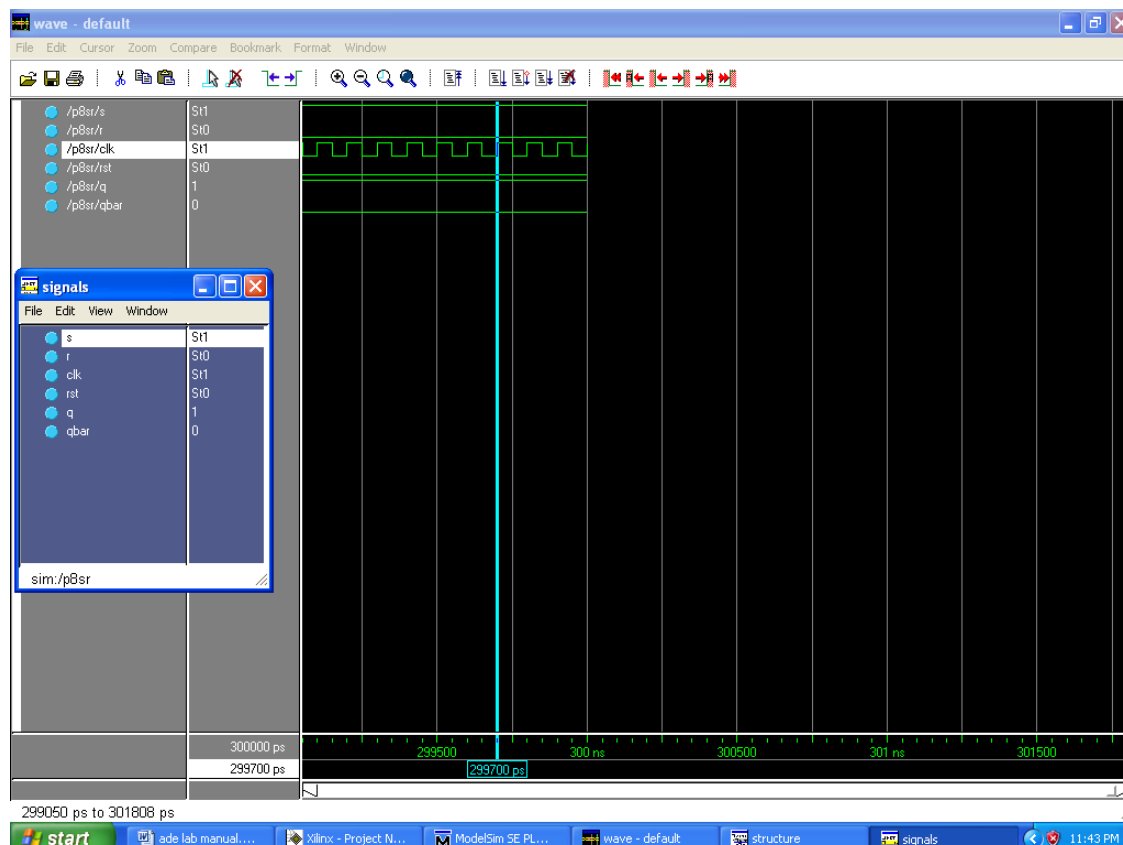 wave - default
File Edit Cursor Zoom Compare Bookmark Format Window
/p8sr/s St1
/p8sr/r St0
/p8sr/clk St1
/p8sr/rst St0
/p8sr/q 1
/p8sr/qbar 0
signals
File Edit View Window
s St1
r St0
clk St1
rst St0
q 1
qbar 0
sim:/p8sr
300000 ps
299500 300 ns 300500 301 ns 301500
299700 ps 299700 ps
299050 ps to 301808 ps
start ade lab manual.... Xilinx - Project N... ModelSim SE PL... wave - default structure signals 11:43 PM